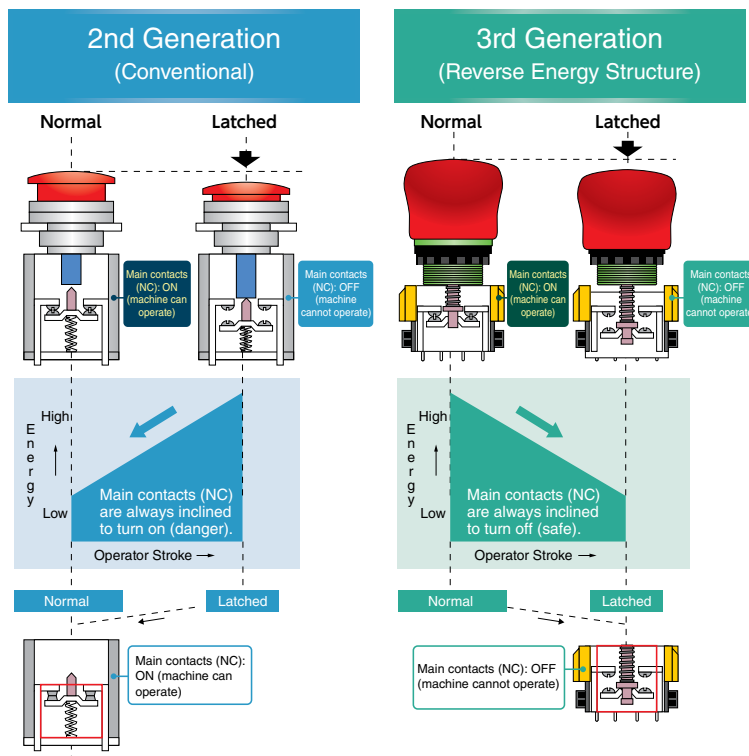 2nd Generation
(Conventional)
Normal
Latched
Main contacts
(NC): ON
(machine can
operate)
Main contacts
(NC): OFF
(machine
cannot operate)
High
Energy
Low
Main contacts (NC)
are always inclined
to turn on (danger).
Operator Stroke
Normal
Latched
Main contacts (NC):
ON (machine can
operate)
3rd Generation
(Reverse Energy Structure)
Normal
Latched
Main contacts
(NC): ON
(machine can
operate)
Main contacts
(NC): OFF
(machine
cannot operate)
High
Energy
Low
Main contacts (NC)
are always inclined
to turn off (safe).
Operator Stroke
Normal
Latched
Main contacts (NC): OFF
(machine cannot operate)